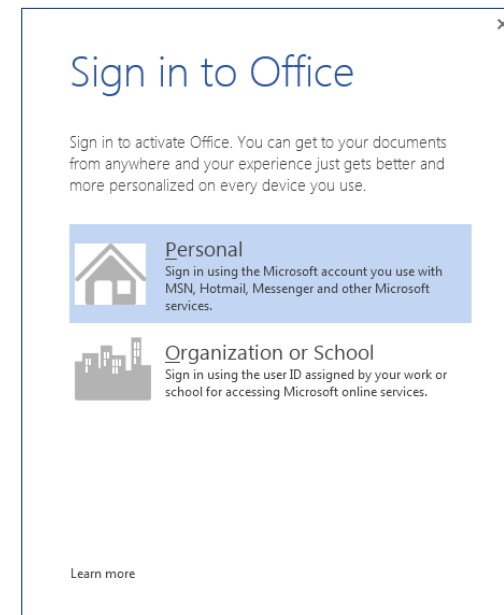 Sign in to Office
Sign in to activate Office. You can get to your documents
from anywhere and your experience just gets better and
more personalized on every device you use.
Personal
Sign in using the Microsoft account you use with
MSN, Hotmail, Messenger and other Microsoft
services.
Organization or School
Sign in using the user ID assigned by your work or
school for accessing Microsoft online services.
Learn more